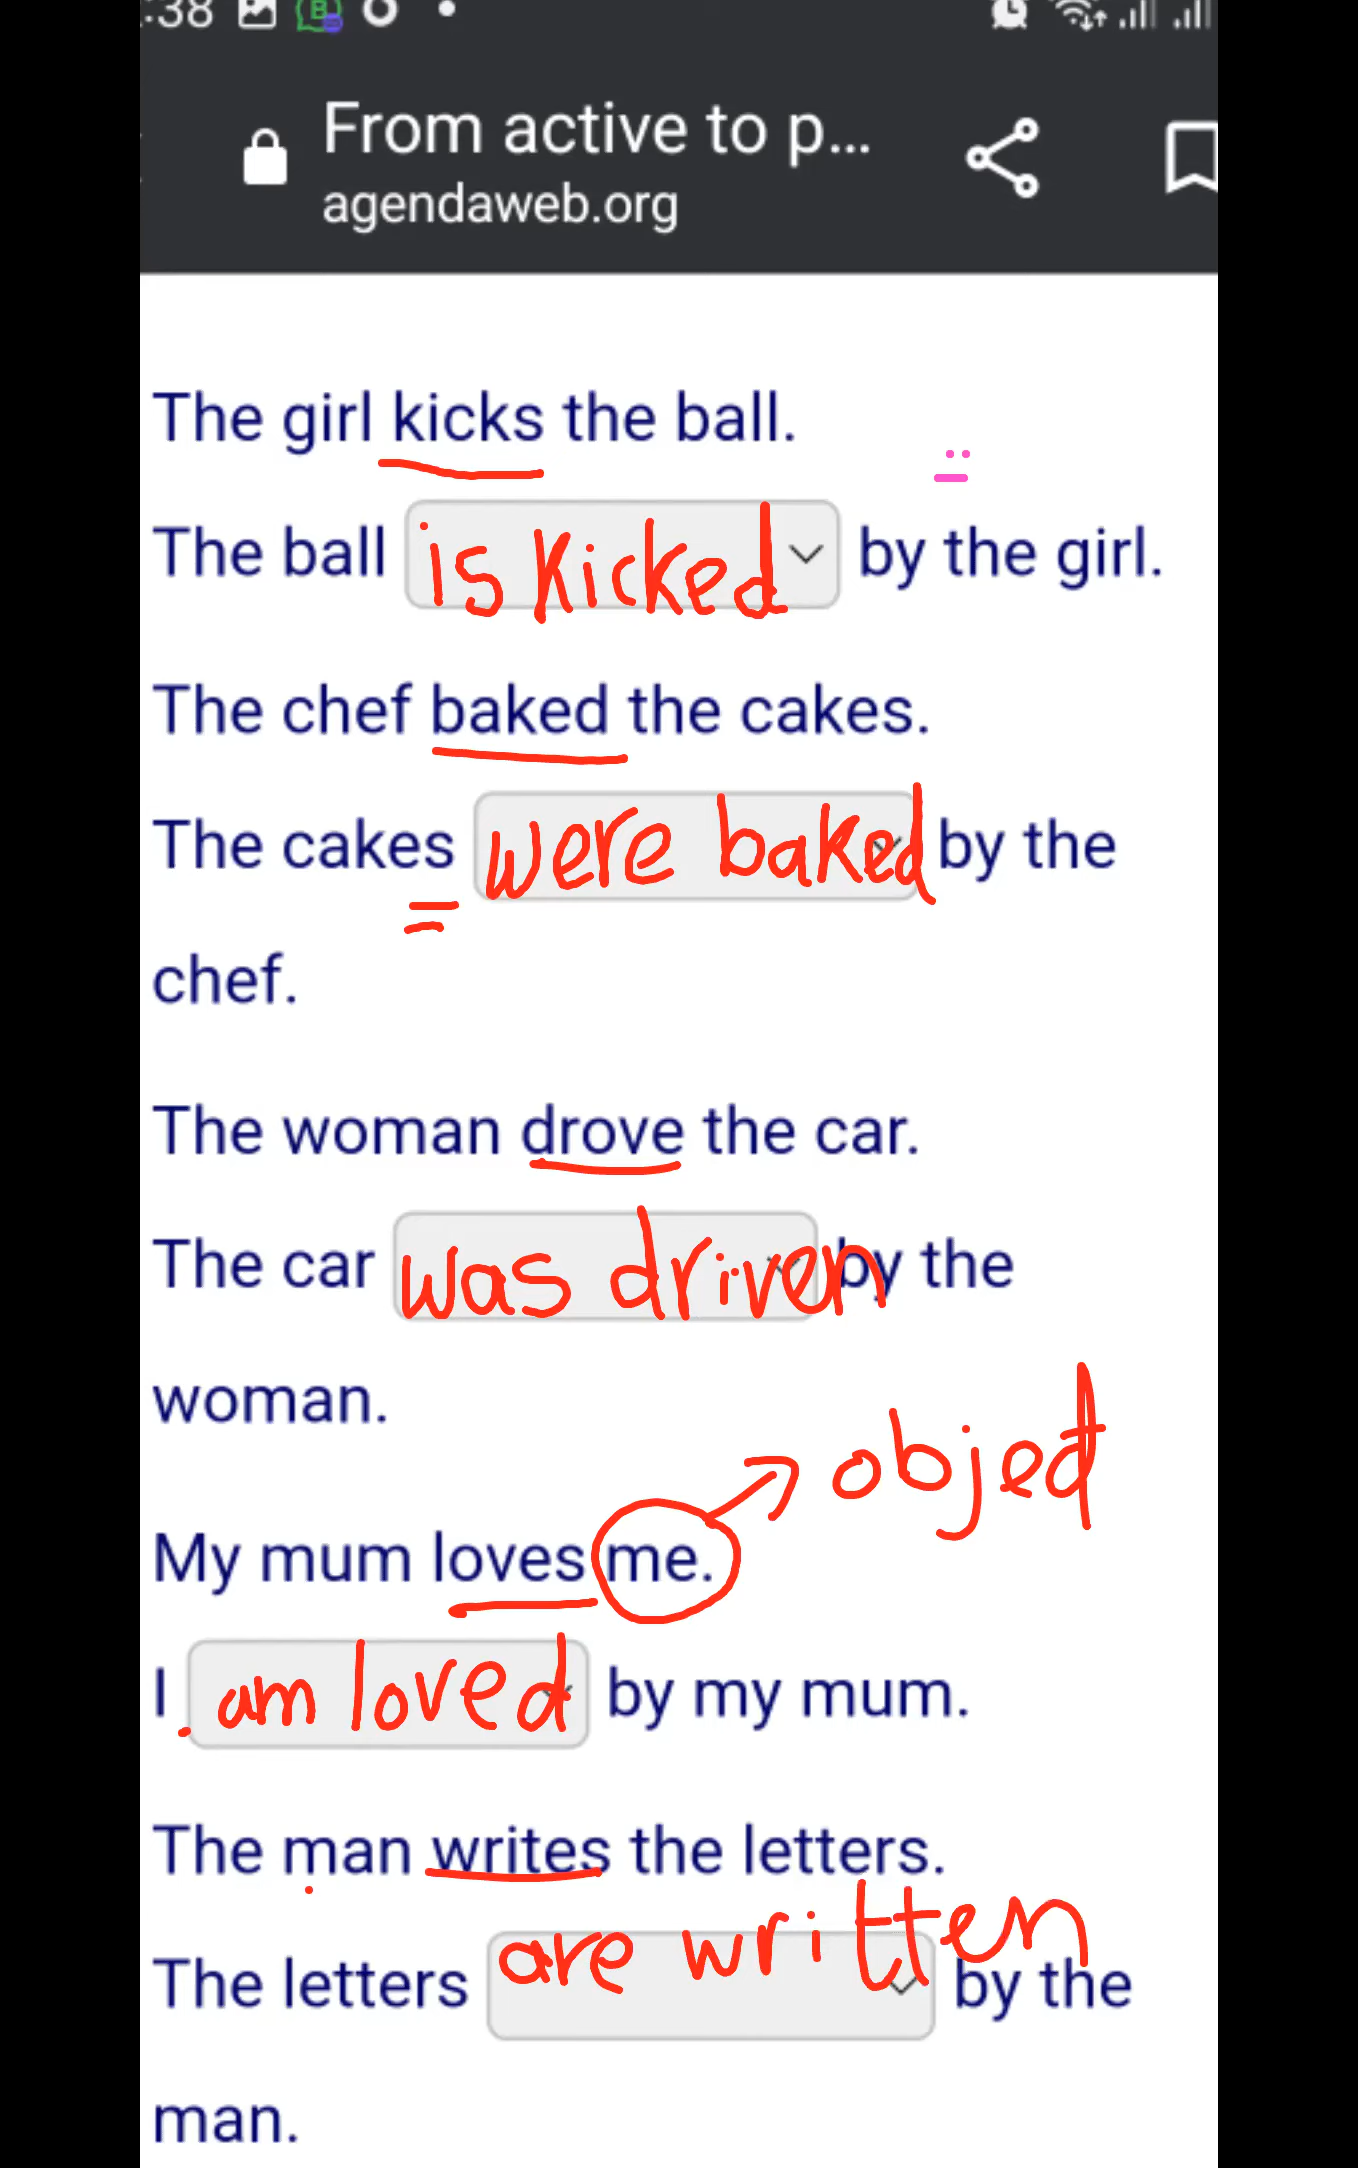 :38
From active to p...
agendaweb.org
The girl kicks the ball.
The ball is kicked by the girl.
The chef baked the cakes.
The cakes were baked by the
chef.
The woman drove the car.
The car was driven by the
woman.
object
My mum loves me.
I am loved by my mum.
The man writes the letters.
The letters are written by the
man.